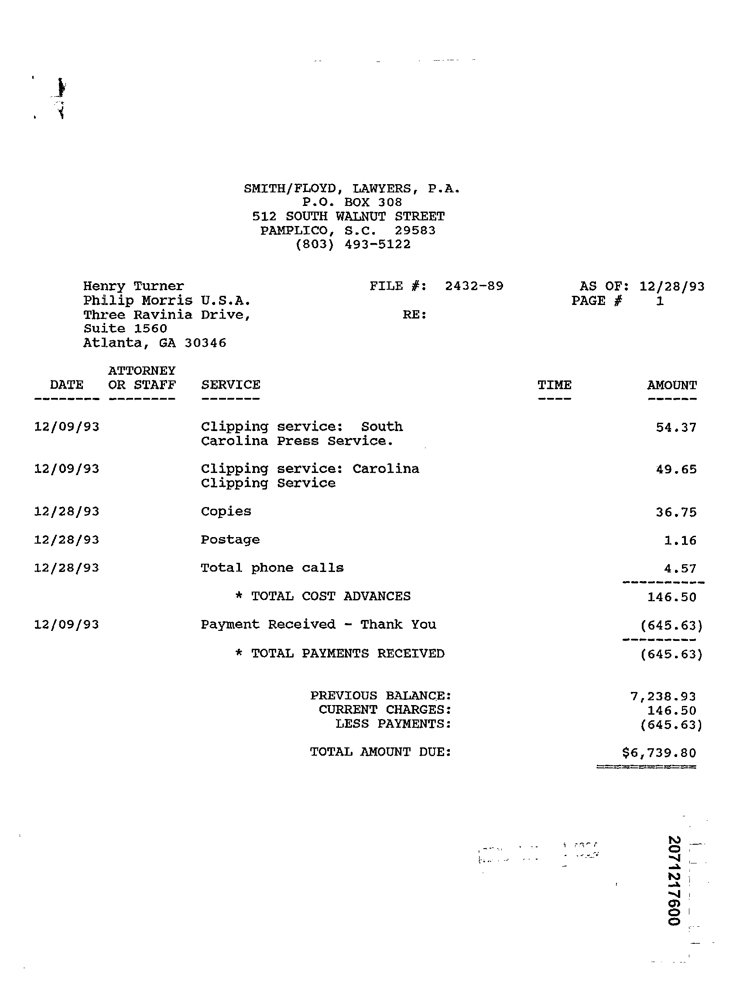 SMITH/FLOYD, LAWYERS, P.A.
P.O. BOX 308
512 SOUTH WALNUT STREET
PAMPLICO, S.C. 29583
(803) 493-5122
Henry Turner FILE #: 2432-89 AS OF: 12/28/93
Philip Morris U.S.A. PAGE # 1
Three Ravinia Drive, RE:
Suite 1560
Atlanta, GA 30346
ATTORNEY
DATE OR STAFF SERVICE TIME AMOUNT
12/09/93 Clipping service: South 54.37
Carolina Press Service.
12/09/93 Clipping service: Carolina 49.65
Clipping Service
12/28/93 Copies 36.75
12/28/93 Postage 1.16
12/28/93 Total phone calls 4.57
* TOTAL COST ADVANCES 146.50
12/09/93 Payment Received - Thank You (645.63)
* TOTAL PAYMENTS RECEIVED (645.63)
PREVIOUS BALANCE: 7,238.93
CURRENT CHARGES: 146.50
LESS PAYMENTS: (645.63)
TOTAL AMOUNT DUE: $6,739.80
2071217600